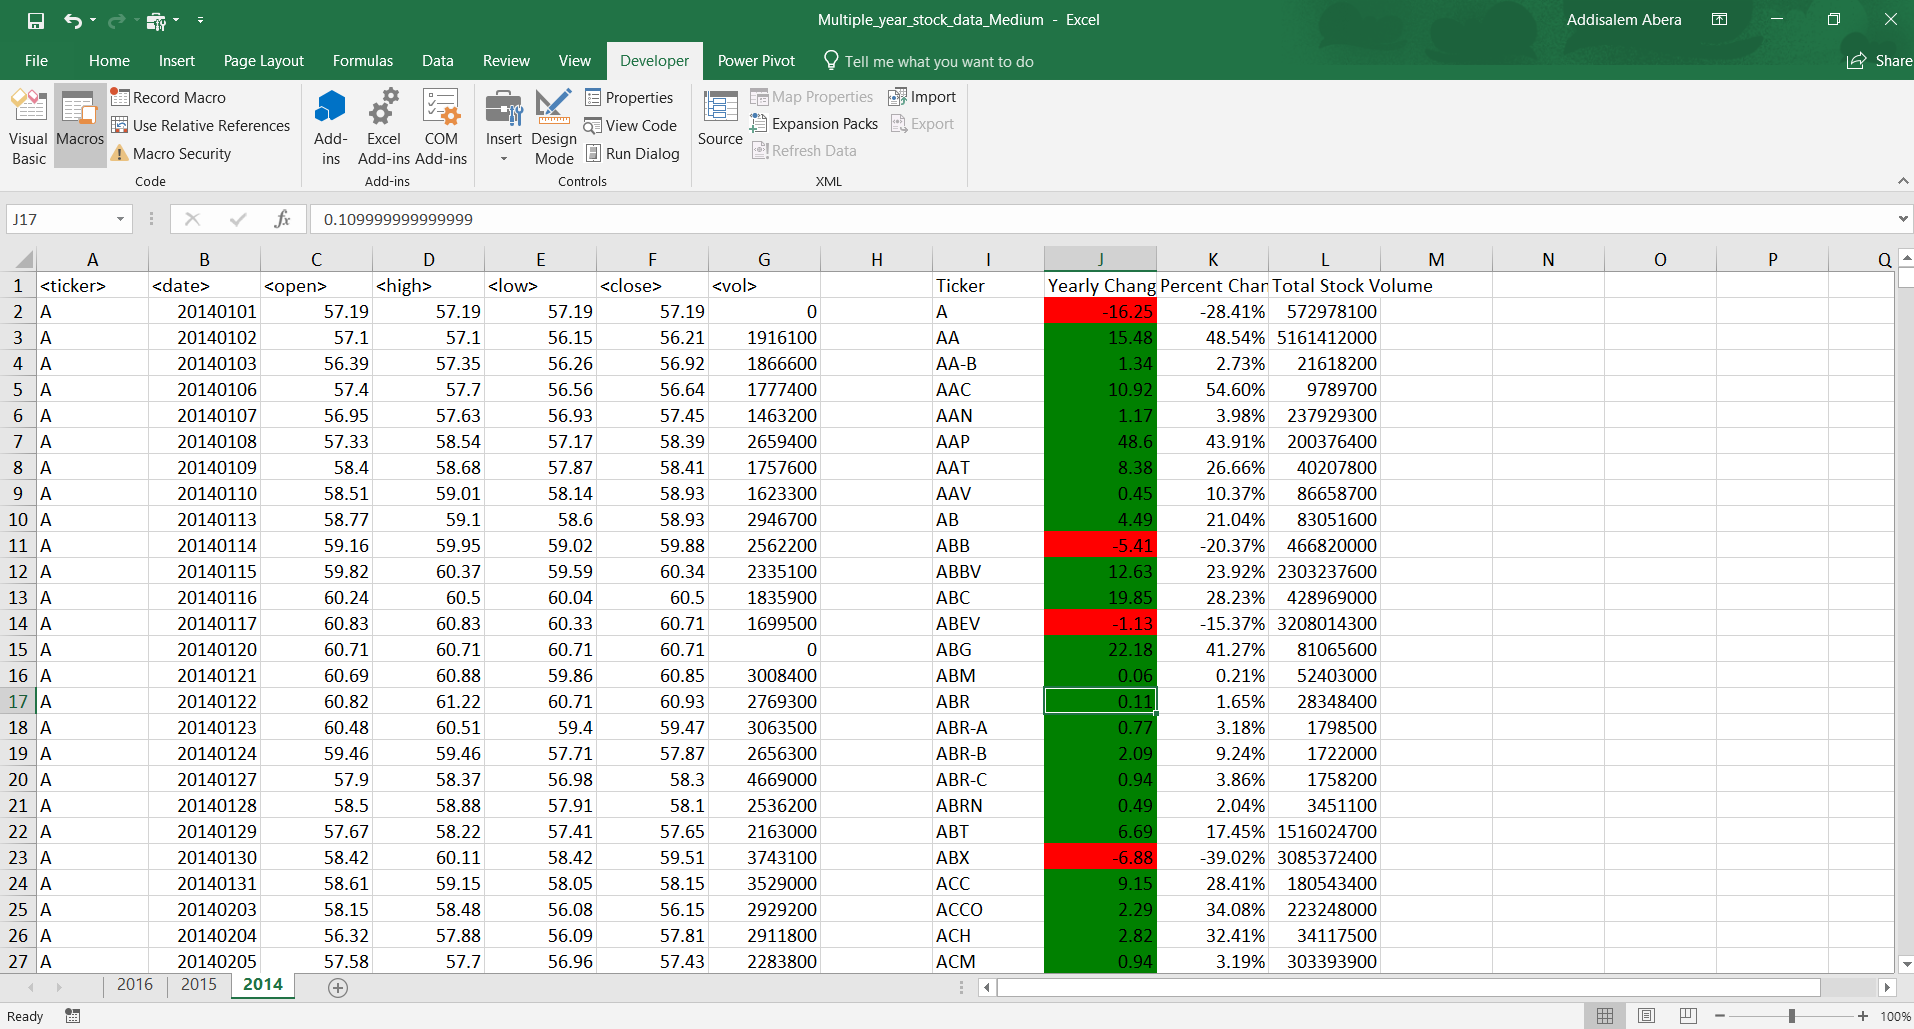 Multiple_year_stock_data_Medium - Excel
Addisalem Abera
File Home Insert Page Layout Formulas Data Review View Developer Power Pivot Tell me what you want to do Share
Visual Basic
Macros
Record Macro
Use Relative References
Macro Security
Code
Add-ins
Excel Add-ins
COM Add-ins
Add-ins
Insert
Design Mode
Properties
View Code
Run Dialog
Controls
Source
Map Properties
Expansion Packs
Refresh Data
Import
Export
XML
J17 fx 0.109999999999999
A B C D E F G H I J K L M N O P Q
1 <ticker> <date> <open> <high> <low> <close> <vol> Ticker Yearly Chang Percent Chan Total Stock Volume
2 A 20140101 57.19 57.19 57.19 57.19 0 A -16.25 -28.41% 572978100
3 A 20140102 57.1 57.1 56.15 56.21 1916100 AA 15.48 48.54% 5161412000
4 A 20140103 56.39 57.35 56.26 56.92 1866600 AA-B 1.34 2.73% 21618200
5 A 20140106 57.4 57.7 56.56 56.64 1777400 AAC 10.92 54.60% 9789700
6 A 20140107 56.95 57.63 56.93 57.45 1463200 AAN 1.17 3.98% 237929300
7 A 20140108 57.33 58.54 57.17 58.39 2659400 AAP 48.6 43.91% 200376400
8 A 20140109 58.4 58.68 57.87 58.41 1757600 AAT 8.38 26.66% 40207800
9 A 20140110 58.51 59.01 58.14 58.93 1623300 AAV 0.45 10.37% 86658700
10 A 20140113 58.77 59.1 58.6 58.93 2946700 AB 4.49 21.04% 83051600
11 A 20140114 59.16 59.95 59.02 59.88 2562200 ABB -5.41 -20.37% 466820000
12 A 20140115 59.82 60.37 59.59 60.34 2335100 ABBV 12.63 23.92% 2303237600
13 A 20140116 60.24 60.5 60.04 60.5 1835900 ABC 19.85 28.23% 428969000
14 A 20140117 60.83 60.83 60.33 60.71 1699500 ABEV -1.13 -15.37% 3208014300
15 A 20140120 60.71 60.71 60.71 60.71 0 ABG 22.18 41.27% 81065600
16 A 20140121 60.69 60.88 59.86 60.85 3008400 ABM 0.06 0.21% 52403000
17 A 20140122 60.82 61.22 60.71 60.93 2769300 ABR 0.11 1.65% 28348400
18 A 20140123 60.48 60.51 59.4 59.47 3063500 ABR-A 0.77 3.18% 1798500
19 A 20140124 59.46 59.46 57.71 57.87 2656300 ABR-B 2.09 9.24% 1722000
20 A 20140127 57.9 58.37 56.98 58.3 4669000 ABR-C 0.94 3.86% 1758200
21 A 20140128 58.5 58.88 57.91 58.1 2536200 ABRN 0.49 2.04% 3451100
22 A 20140129 57.67 58.22 57.41 57.65 2163000 ABT 6.69 17.45% 1516024700
23 A 20140130 58.42 60.11 58.42 59.51 3743100 ABX -6.88 -39.02% 3085372400
24 A 20140131 58.61 59.15 58.05 58.15 3529000 ACC 9.15 28.41% 180543400
25 A 20140203 58.15 58.48 56.08 56.15 2929200 ACCO 2.29 34.08% 223248000
26 A 20140204 56.32 57.88 56.09 57.81 2911800 ACH 2.82 32.41% 34117500
27 A 20140205 57.58 57.7 56.96 57.43 2283800 ACM 0.94 3.19% 303393900
2016 2015 2014
Ready 100%